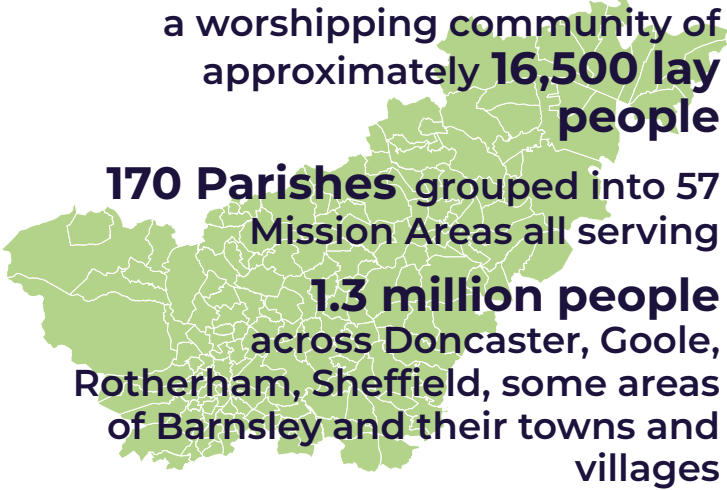 a worshipping community of
approximately 16,500 lay
people
170 Parishes grouped into 57
Mission Areas all serving
1.3 million people
across Doncaster, Goole,
Rotherham, Sheffield, some areas
of Barnsley and their towns and
villages